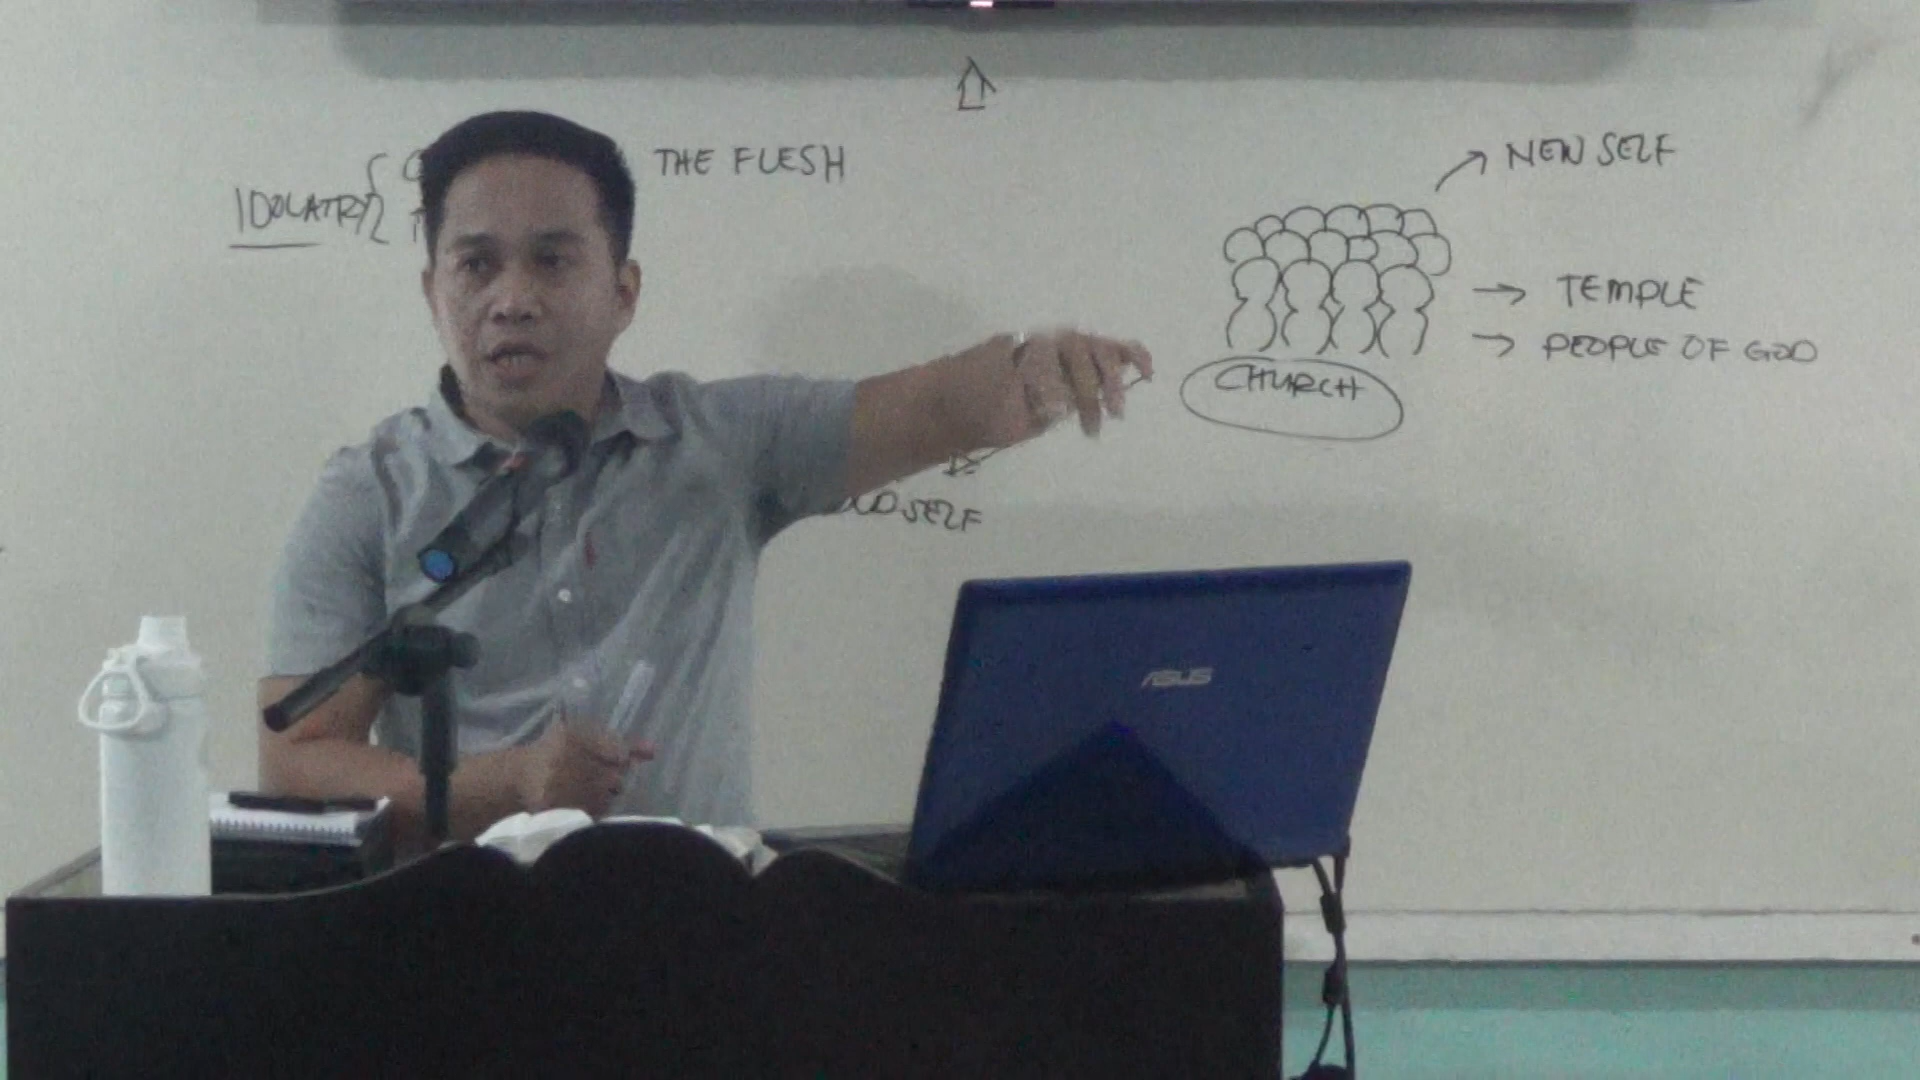 THE FLESH
IDOLATRY
NEW SELF
TEMPLE
PEOPLE OF GOD
CHURCH
SELF
ASUS